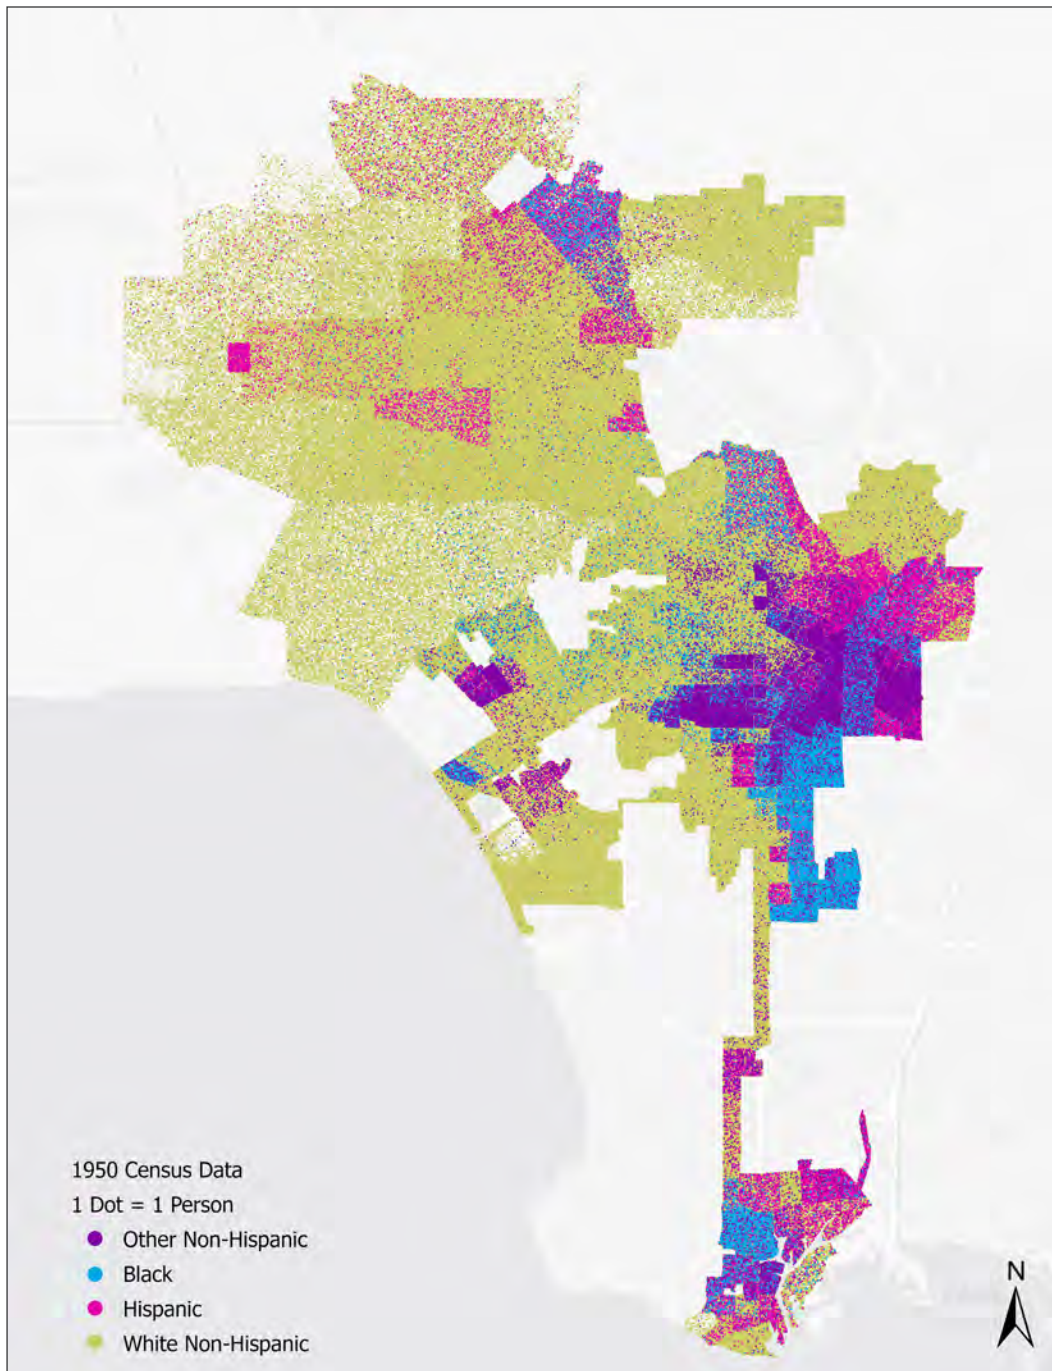 1950 Census Data
1 Dot = 1 Person
Other Non-Hispanic
Black
Hispanic
White Non-Hispanic
N